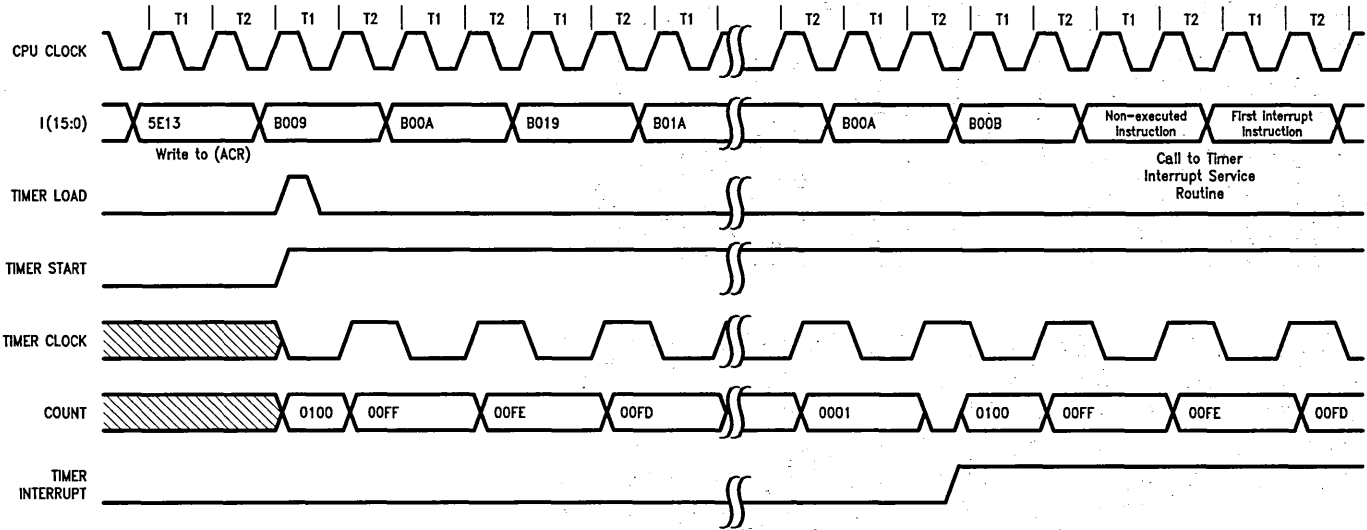 T1 T2 T1 T2 T1 T2 T1 T2 T1 T2 T1 T2 T1 T2 T1 T2 T1 T2
CPU CLOCK
I(15:0) 5E13 B009 B00A B019 B01A B00A B00B Non-executed Instruction First Interrupt Instruction
Write to (ACR)
Call to Timer
Interrupt Service
Routine
TIMER LOAD
TIMER START
TIMER CLOCK
COUNT 0100 00FF 00FE 00FD 0001 0100 00FF 00FE 00FD
TIMER
INTERRUPT